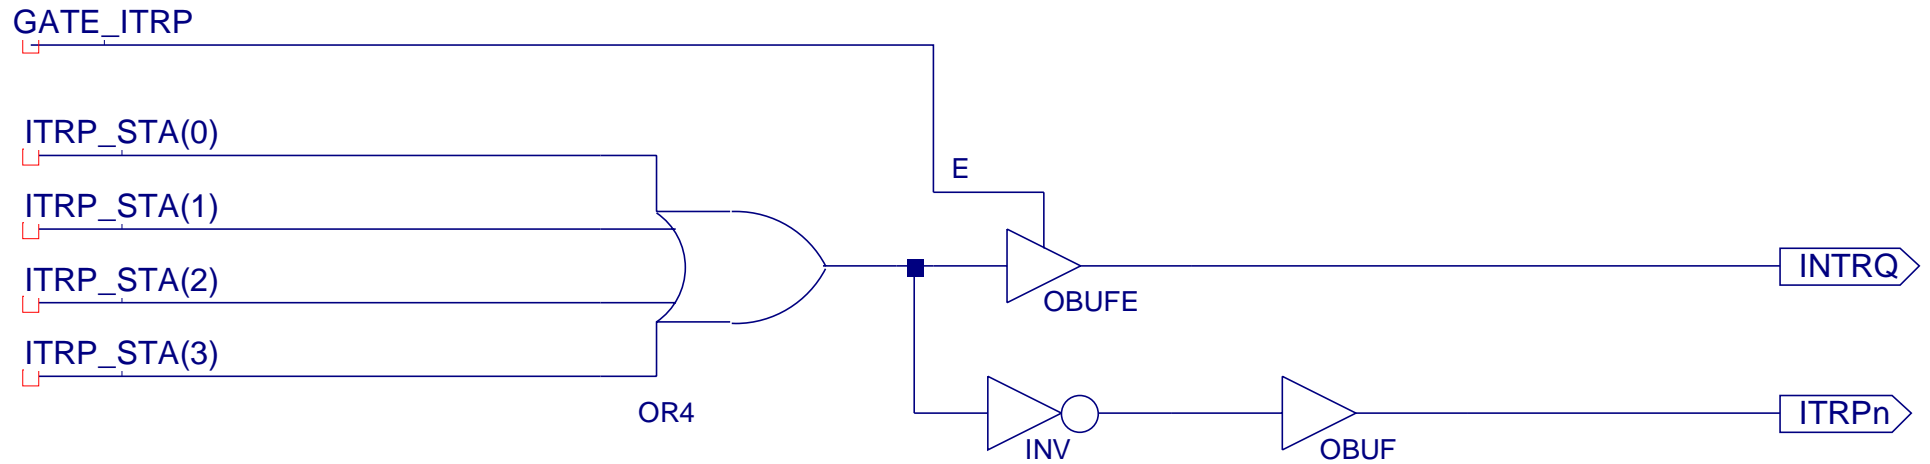 GATE_ITRP
ITRP_STA(0)
E
ITRP_STA(1)
ITRP_STA(2)
INTRQ
OBUFE
ITRP_STA(3)
OR4
ITRPn
INV
OBUF